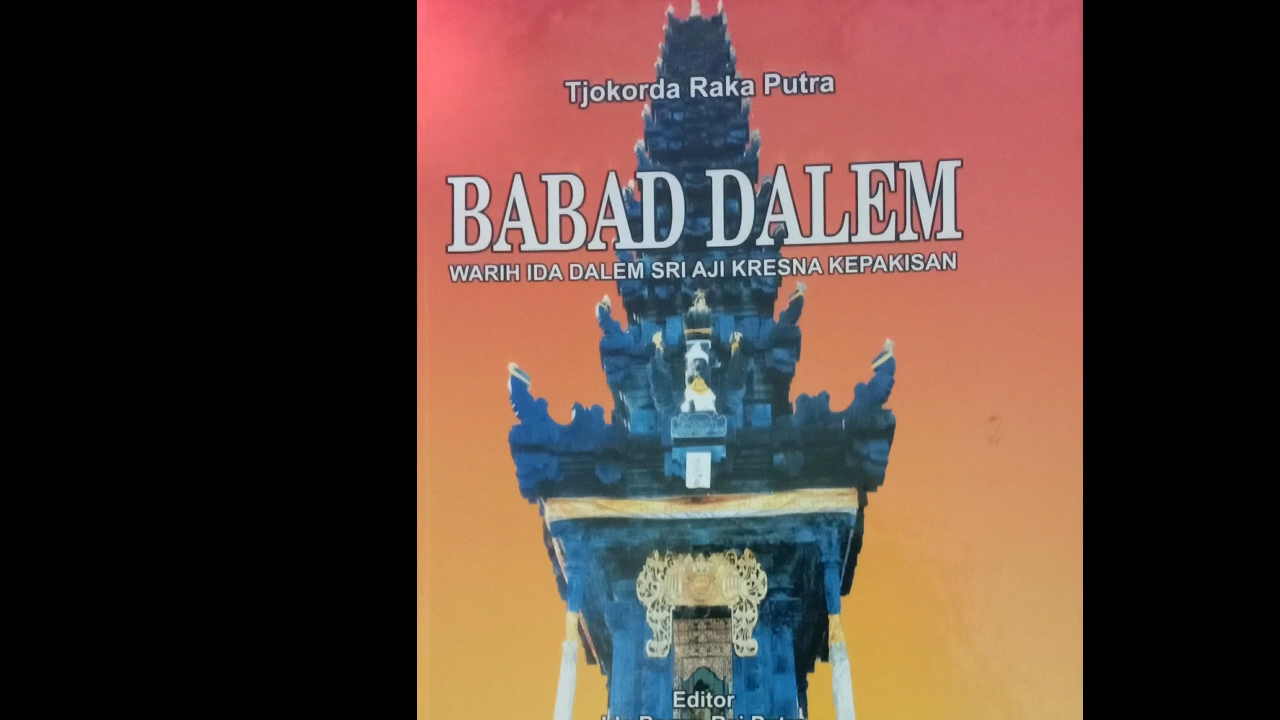 Tjokorda Raka Putra
BABAD DALEM
WARIH IDA DALEM SRI AJI KRESNA KEPAKISAN
Editor